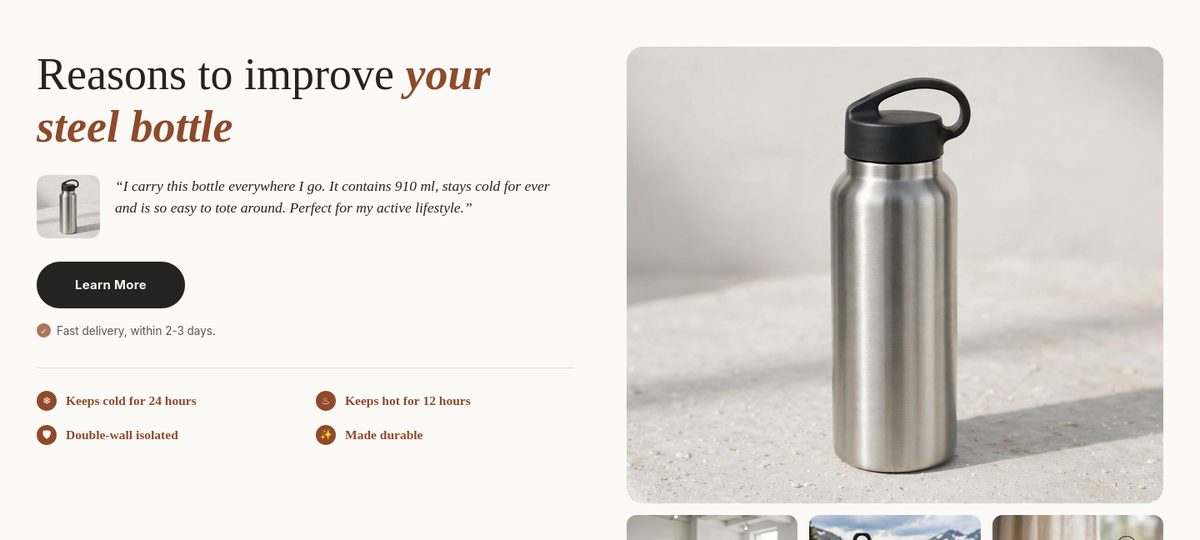 Reasons to improve your
steel bottle
“I carry this bottle everywhere I go. It contains 910 ml, stays cold for ever
and is so easy to tote around. Perfect for my active lifestyle.”
Learn More
Fast delivery, within 2-3 days.
Keeps cold for 24 hours
Keeps hot for 12 hours
Double-wall isolated
Made durable